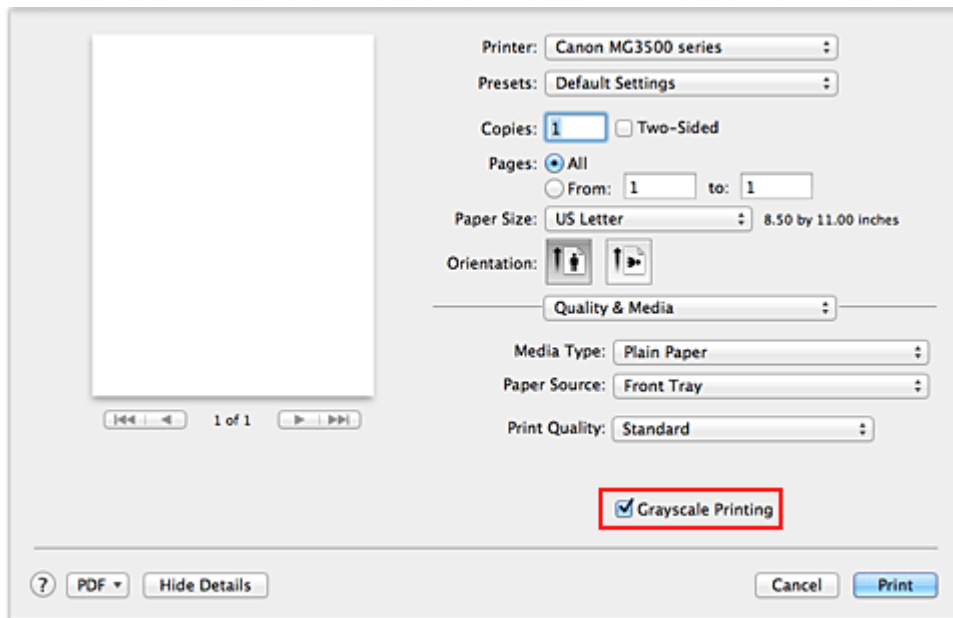 Printer: Canon MG3500 series
Presets: Default Settings
Copies: 1 Two-Sided
Pages: All
From: 1 to: 1
Paper Size: US Letter 8.50 by 11.00 inches
Orientation:
Quality & Media
Media Type: Plain Paper
Paper Source: Front Tray
1 of 1
Print Quality: Standard
Grayscale Printing
? PDF Hide Details Cancel Print